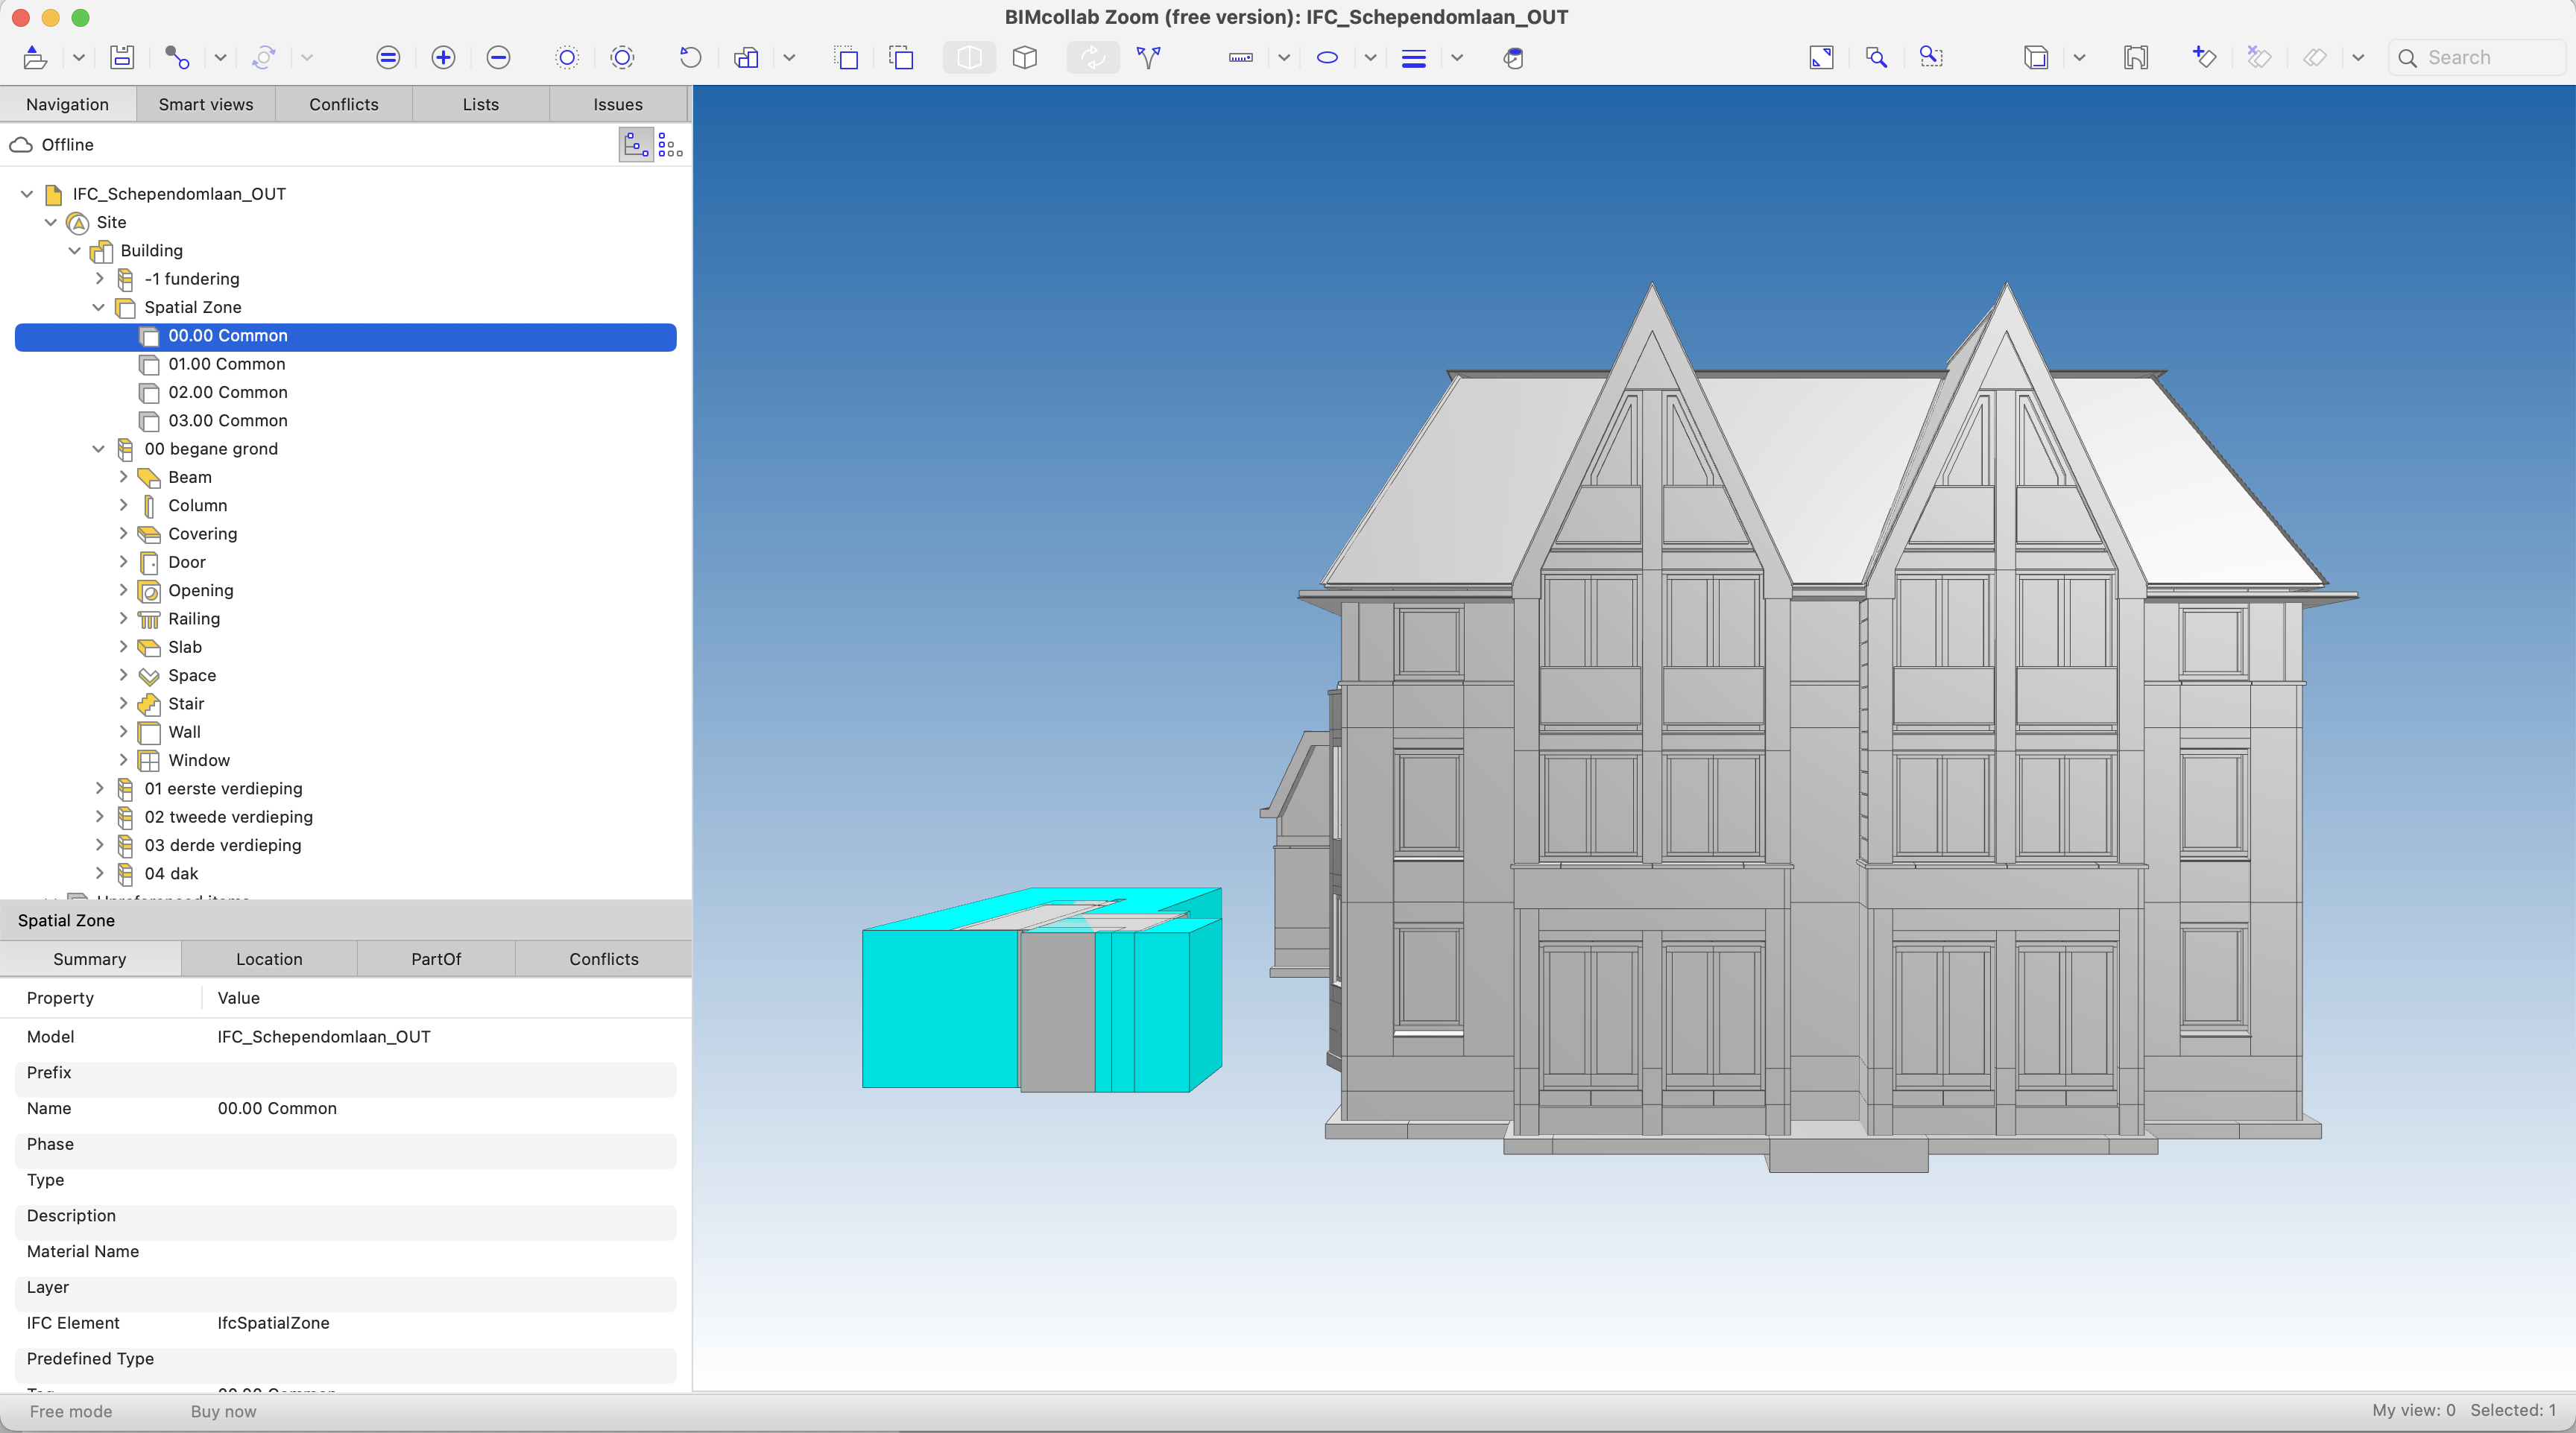 BIMcollab Zoom (free version): IFC_Schependomlaan_OUT
Search
Navigation
Smart views
Conflicts
Lists
Issues
Offline
IFC_Schependomlaan_OUT
Site
Building
-1 fundering
Spatial Zone
00.00 Common
01.00 Common
02.00 Common
03.00 Common
00 begane grond
Beam
Column
Covering
Door
Opening
Railing
Slab
Space
Stair
Wall
Window
01 eerste verdieping
02 tweede verdieping
03 derde verdieping
04 dak
Spatial Zone
Summary
Location
PartOf
Conflicts
Property Value
Model IFC_Schependomlaan_OUT
Prefix
Name 00.00 Common
Phase
Type
Description
Material Name
Layer
IFC Element IfcSpatialZone
Predefined Type
Free mode
Buy now
My view: 0 Selected: 1